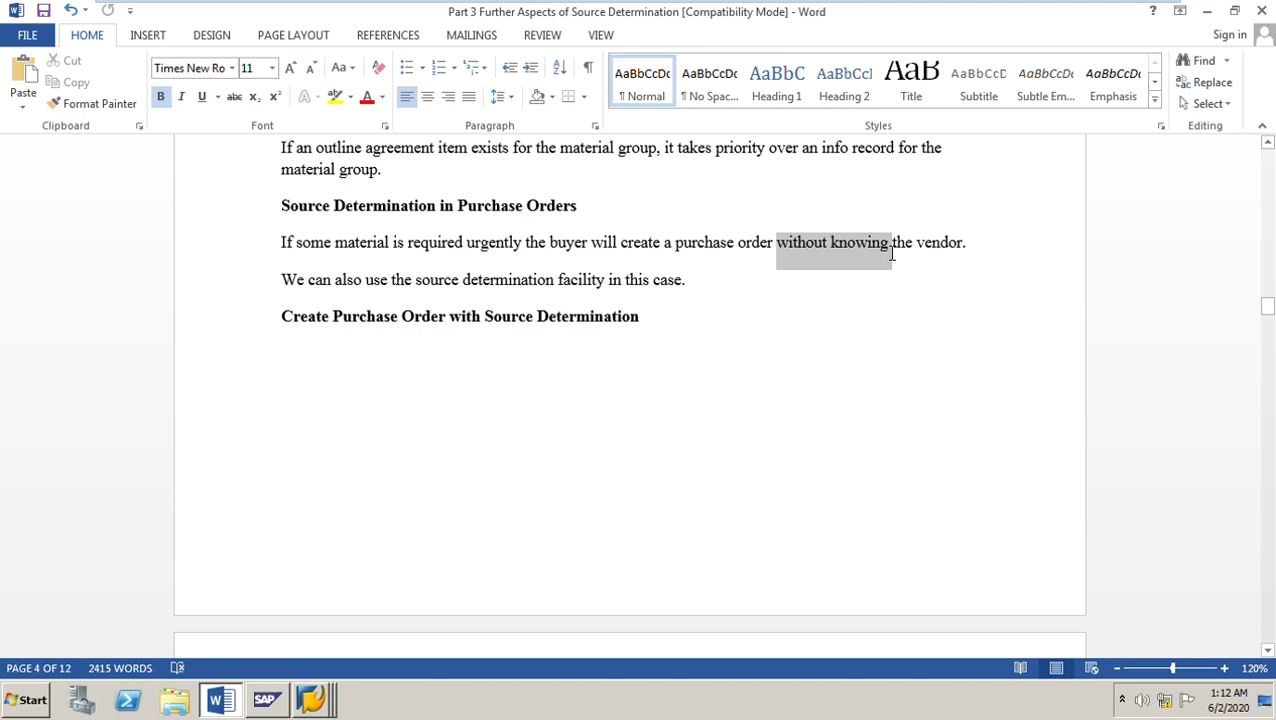 Part 3 Further Aspects of Source Determination [Compatibility Mode] - Word
FILE HOME INSERT DESIGN PAGE LAYOUT REFERENCES MAILINGS REVIEW VIEW Sign in
Paste
Cut
Copy
Format Painter
Clipboard
Times New Ro 11
Font
Paragraph
AaBbCcDc AaBbCcDc AaBbC AaBbCcI AaB AaBbCcD AaBbCcDc AaBbCcDc
¶ Normal ¶ No Spac... Heading 1 Heading 2 Title Subtitle Subtle Em... Emphasis
Styles
Find
Replace
Select
Editing
If an outline agreement item exists for the material group, it takes priority over an info record for the
material group.
Source Determination in Purchase Orders
If some material is required urgently the buyer will create a purchase order without knowing the vendor.
We can also use the source determination facility in this case.
Create Purchase Order with Source Determination
PAGE 4 OF 12 2415 WORDS 120%
Start SAP 1:12 AM
6/2/2020